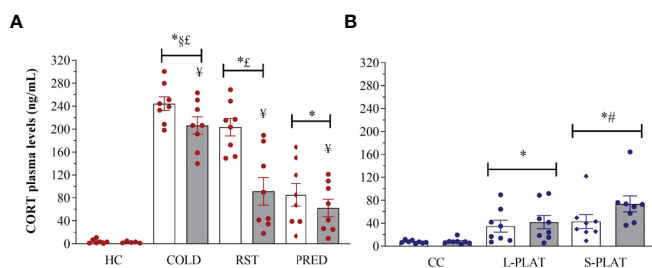 A
B
CORT plasma levels (ng/mL)
320
280
240
200
160
120
80
40
0
*§£
¥
*£
¥
*
¥
HC
COLD
RST
PRED
320
280
240
200
160
120
80
40
0
*
*#
CC
L-PLAT
S-PLAT